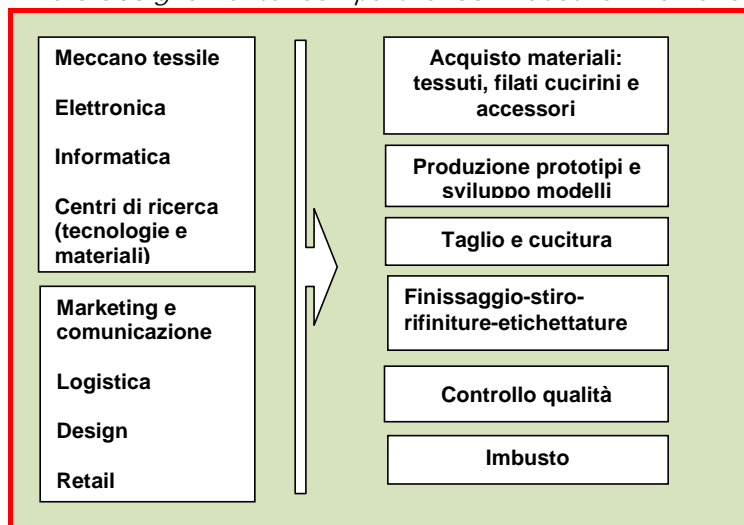 Meccano tessile
Elettronica
Informatica
Centri di ricerca
(tecnologie e
materiali)
Marketing e
comunicazione
Logistica
Design
Retail
Acquisto materiali:
tessuti, filati cucirini e
accessori
Produzione prototipi e
sviluppo modelli
Taglio e cucitura
Finissaggio-stiro-
rifiniture-etichettature
Controllo qualità
Imbusto